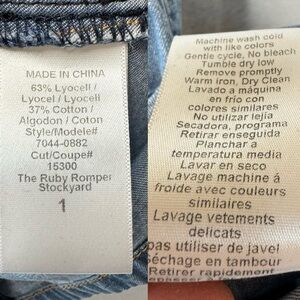 MADE IN CHINA
63% Lyocell/
Lyocel / Lyocell
37% Cotton/
Algodon / Coton
Style/Modele#
7044-0882
Cut/Coupe#
15300
The Ruby Romper
Stockyard
1
Machine wash cold
with like colors
Gentle cycle, No bleach
Tumble dry low
Remove promptly
Warm iron, Dry Clean
Lavado a máquina
en frio con
colores similares
No utilizar lejía
Secadora, programa
Retirar enseguida
Planchar a
temperatura media
Lavar en seco
Lavage machine á
froide avec couleurs
similaires
Lavage vetements
delicats
pas utiliser de javel
Séchage en tambour
Retirer rapidement